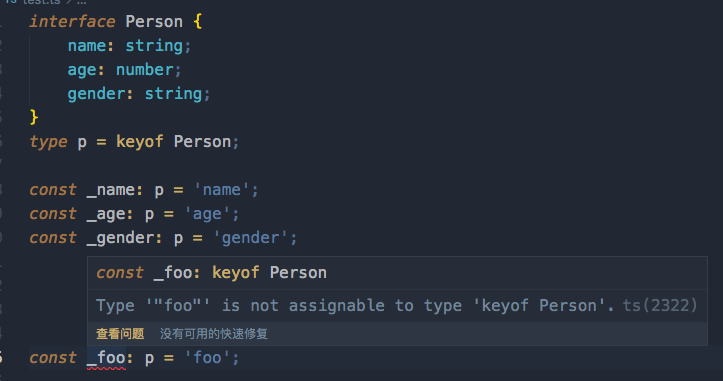 test.ts > ...
interface Person {
name: string;
age: number;
gender: string;
}
type p = keyof Person;
const _name: p = 'name';
const _age: p = 'age';
const _gender: p = 'gender';
const _foo: keyof Person
Type '"foo"' is not assignable to type 'keyof Person'. ts(2322)
查看问题 没有可用的快速修复
const _foo: p = 'foo';